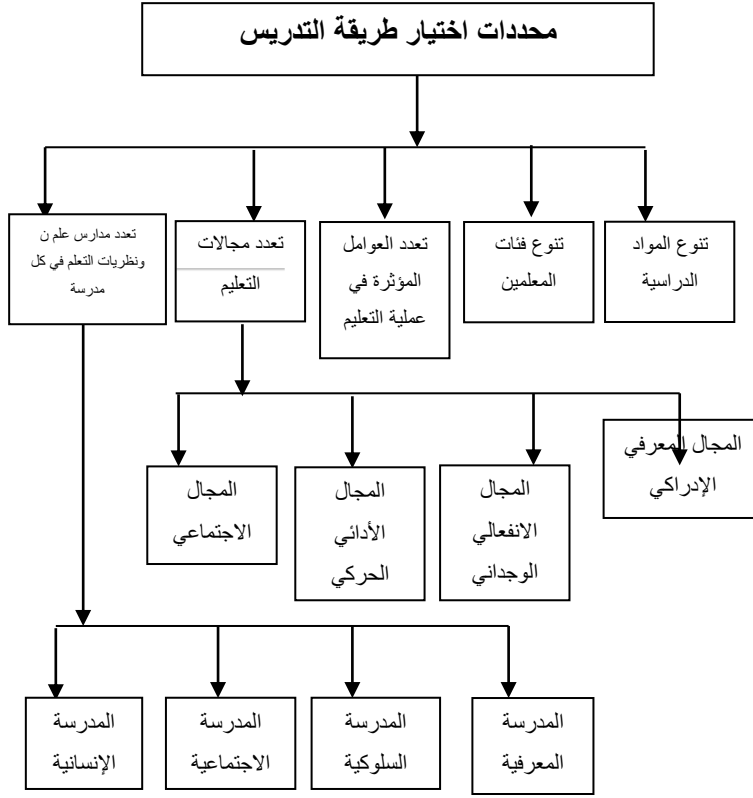 محددات اختيار طريقة التدريس
تنوع المواد
الدراسية
تنوع فئات
المعلمين
تعدد العوامل
المؤثرة في
عملية التعليم
تعدد مجالات
التعليم
تعدد مدارس علم ن
ونظريات التعلم في كل
مدرسة
المجال المعرفي
الإدراكي
المجال
الانفعالي
الوجداني
المجال
الأدائي
الحركي
المجال
الاجتماعي
المدرسة
المعرفية
المدرسة
السلوكية
المدرسة
الاجتماعية
المدرسة
الإنسانية